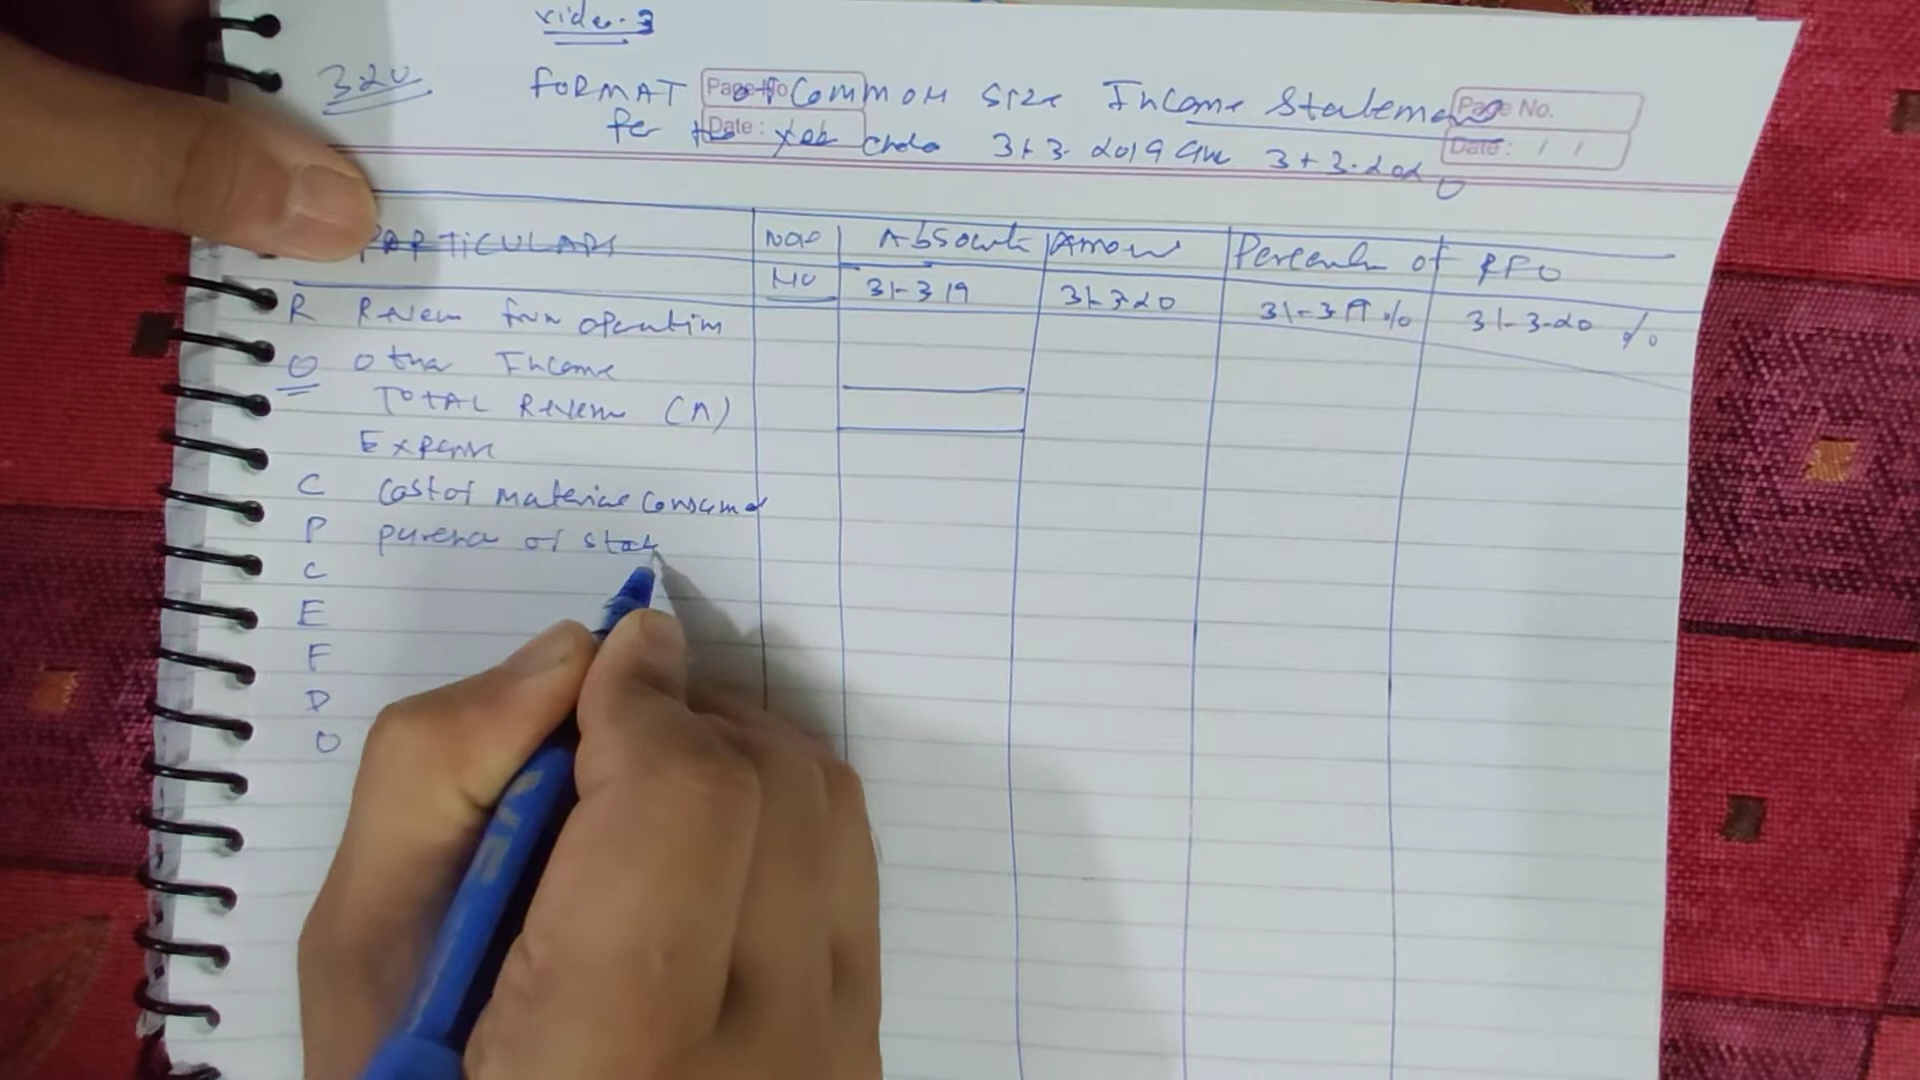 video-3
320 FORMAT of Common Size Income Statement
Page No.
Page No.
for the year ended 31-3-2019 and 31-3-2020
Date:
Date: / /
PARTICULARS Note Absolute Amou Percentage of RFO
NO 31-3 19 31-3-20 31-3-19 % 31-3-20 %
R Revenue from operation
O Other Income
TOTAL Revenue (A)
Expense
C Cost of material Consumed
P purchase of stock
C
E
F
D
O